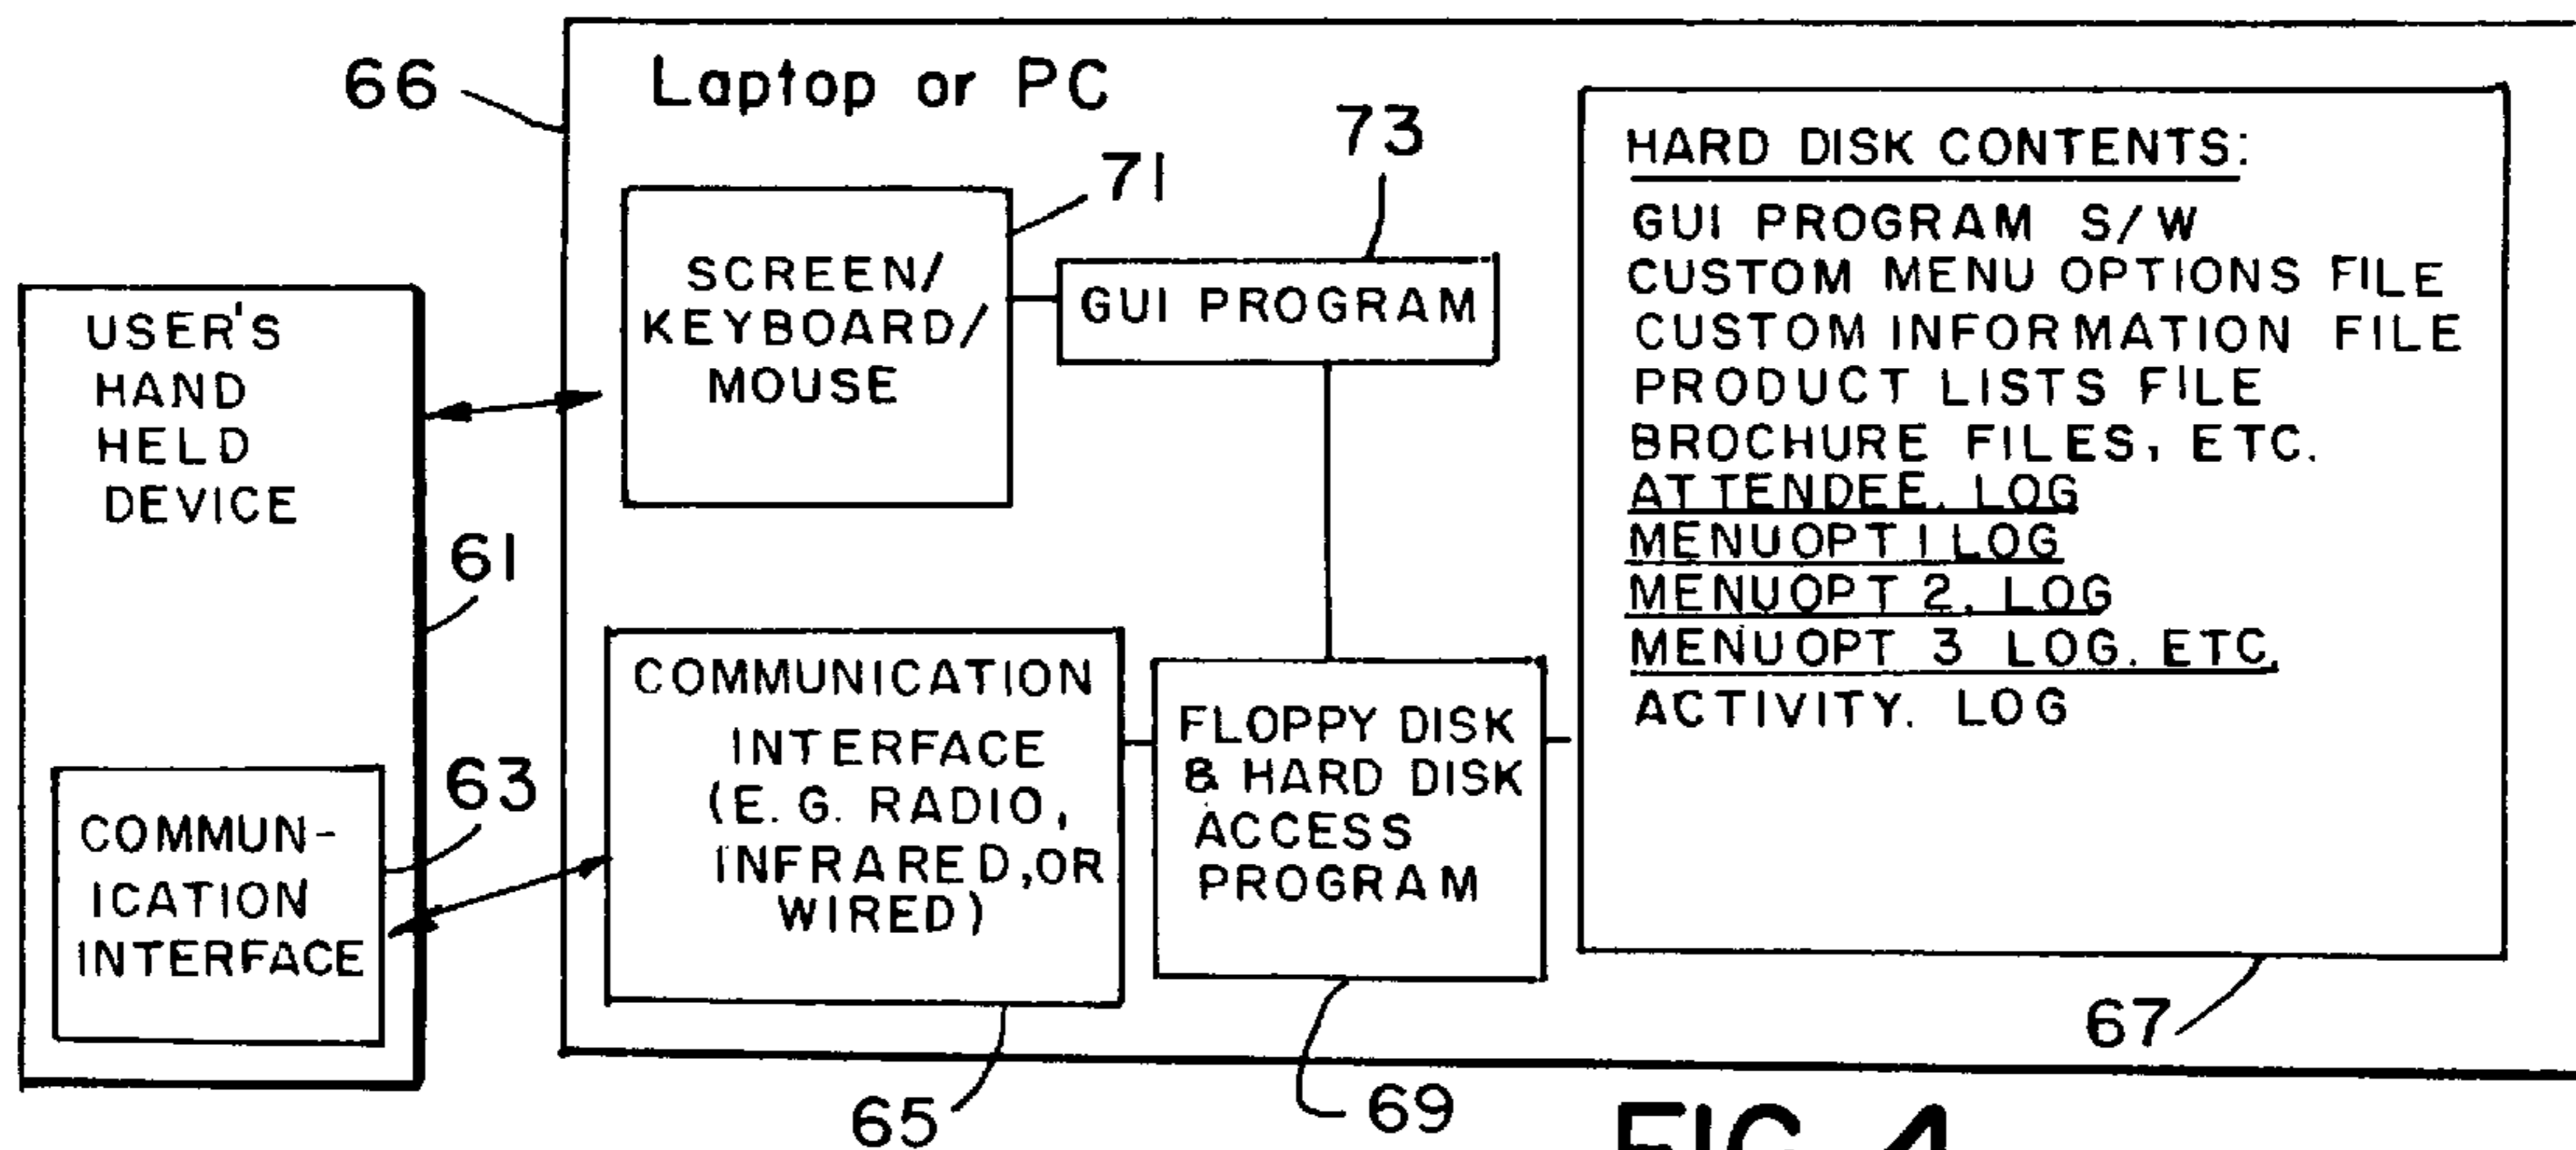 66
Laptop or PC
71
73
SCREEN/
KEYBOARD/
MOUSE
GUI PROGRAM
HARD DISK CONTENTS:
GUI PROGRAM S/W
CUSTOM MENU OPTIONS FILE
CUSTOM INFORMATION FILE
PRODUCT LISTS FILE
BROCHURE FILES, ETC.
ATTENDEE. LOG
MENUOPT 1 LOG
MENUOPT 2. LOG
MENUOPT 3 LOG. ETC.
ACTIVITY. LOG
USER'S
HAND
HELD
DEVICE
61
63
COMMUN-
ICATION
INTERFACE
COMMUNICATION
INTERFACE
(E. G. RADIO,
INFRARED, OR
WIRED)
FLOPPY DISK
& HARD DISK
ACCESS
PROGRAM
67
65
69
FIG. 4